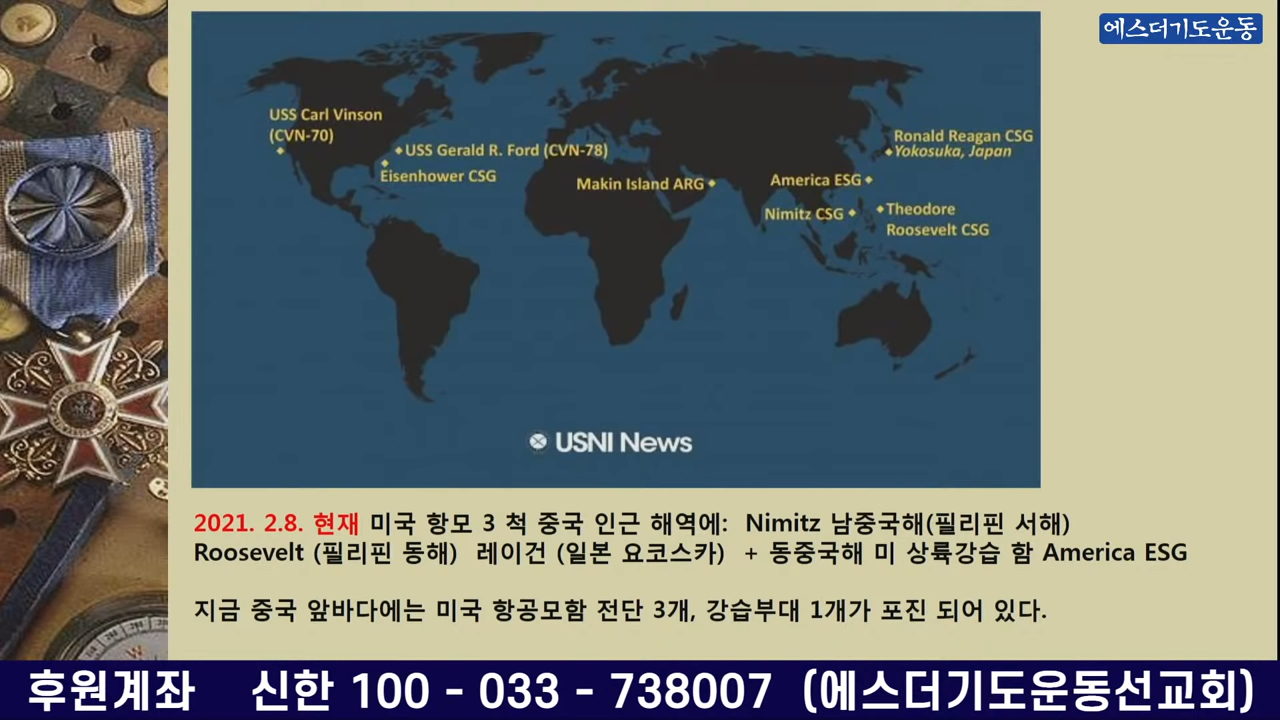 에스더기도운동
USS Carl Vinson
(CVN-70)
USS Gerald R. Ford (CVN-78)
Eisenhower CSG
Makin Island ARG
America ESG
Nimitz CSG
Ronald Reagan CSG
Yokosuka, Japan
Theodore
Roosevelt CSG
USNI News
2021. 2.8. 현재 미국 항모 3 척 중국 인근 해역에: Nimitz 남중국해(필리핀 서해)
Roosevelt (필리핀 동해) 레이건 (일본 요코스카) + 동중국해 미 상륙강습 함 America ESG
지금 중국 앞바다에는 미국 항공모함 전단 3개, 강습부대 1개가 포진 되어 있다.
후원계좌 신한 100 - 033 - 738007 (에스더기도운동선교회)